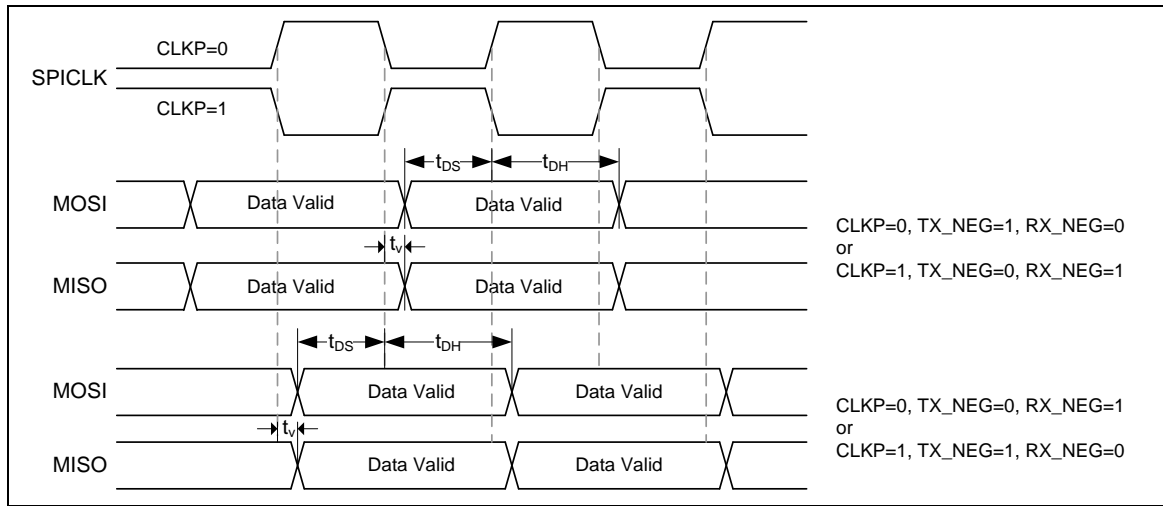 CLKP=0
SPICLK
CLKP=1
tDS
tDH
MOSI
Data Valid
Data Valid
CLKP=0, TX_NEG=1, RX_NEG=0
or
CLKP=1, TX_NEG=0, RX_NEG=1
tv
MISO
Data Valid
Data Valid
tDS
tDH
MOSI
Data Valid
Data Valid
CLKP=0, TX_NEG=0, RX_NEG=1
or
CLKP=1, TX_NEG=1, RX_NEG=0
tv
MISO
Data Valid
Data Valid